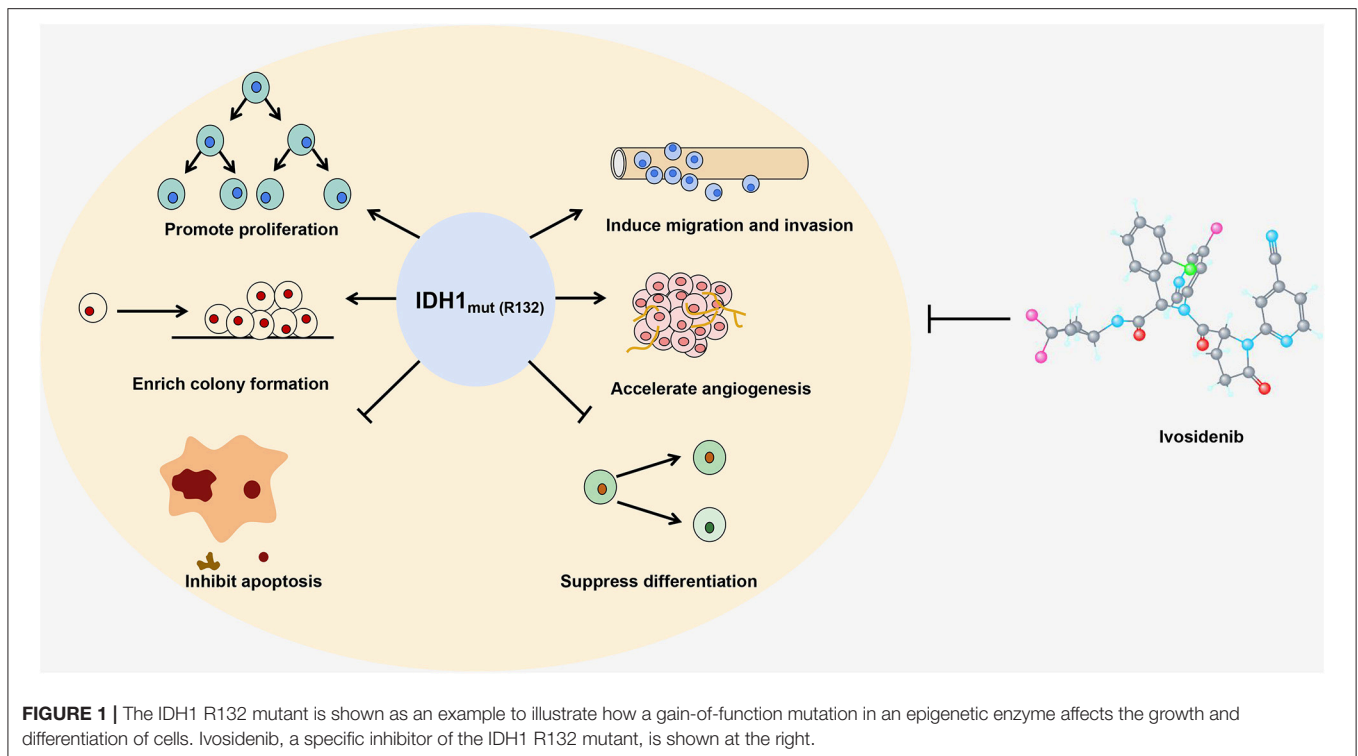 Promote proliferation
Induce migration and invasion
IDH1mut (R132)
Enrich colony formation
Accelerate angiogenesis
Ivosidenib
Inhibit apoptosis
Suppress differentiation
FIGURE 1 | The IDH1 R132 mutant is shown as an example to illustrate how a gain-of-function mutation in an epigenetic enzyme affects the growth and
differentiation of cells. Ivosidenib, a specific inhibitor of the IDH1 R132 mutant, is shown at the right.